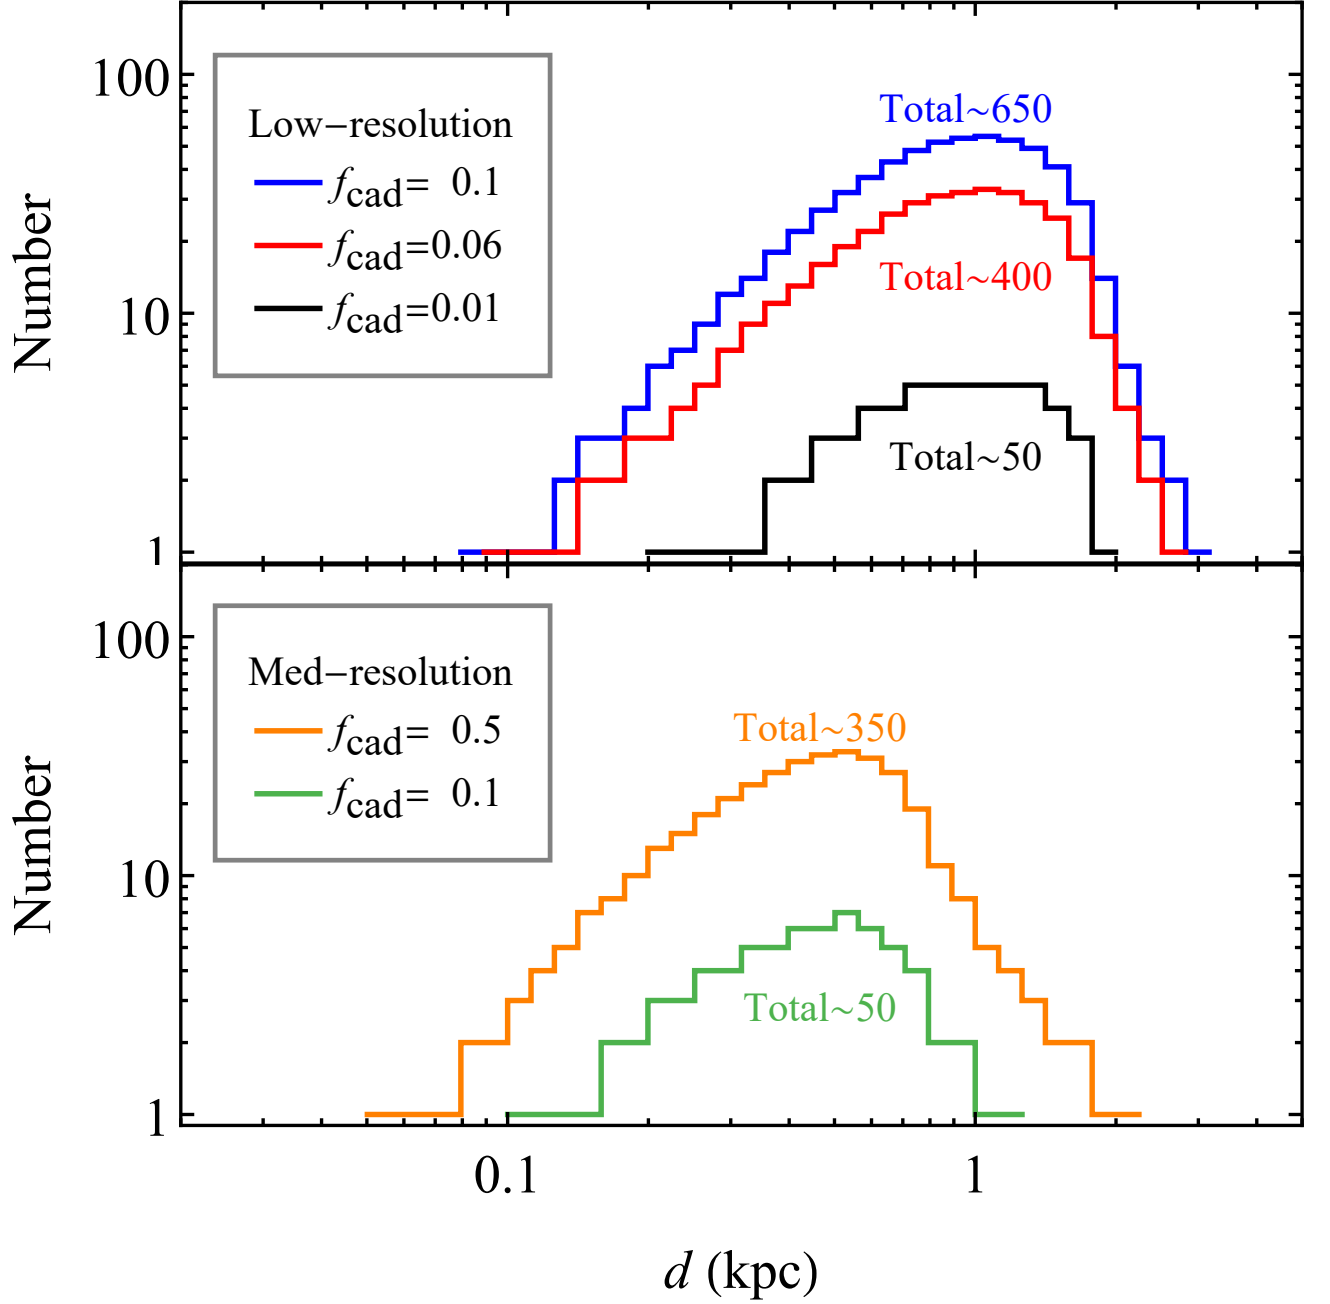 100
10
1
Number
Low−resolution
fcad= 0.1
fcad=0.06
fcad=0.01
Total~650
Total~400
Total~50
100
10
1
Number
Med−resolution
fcad= 0.5
fcad= 0.1
Total~350
Total~50
0.1
1
d (kpc)